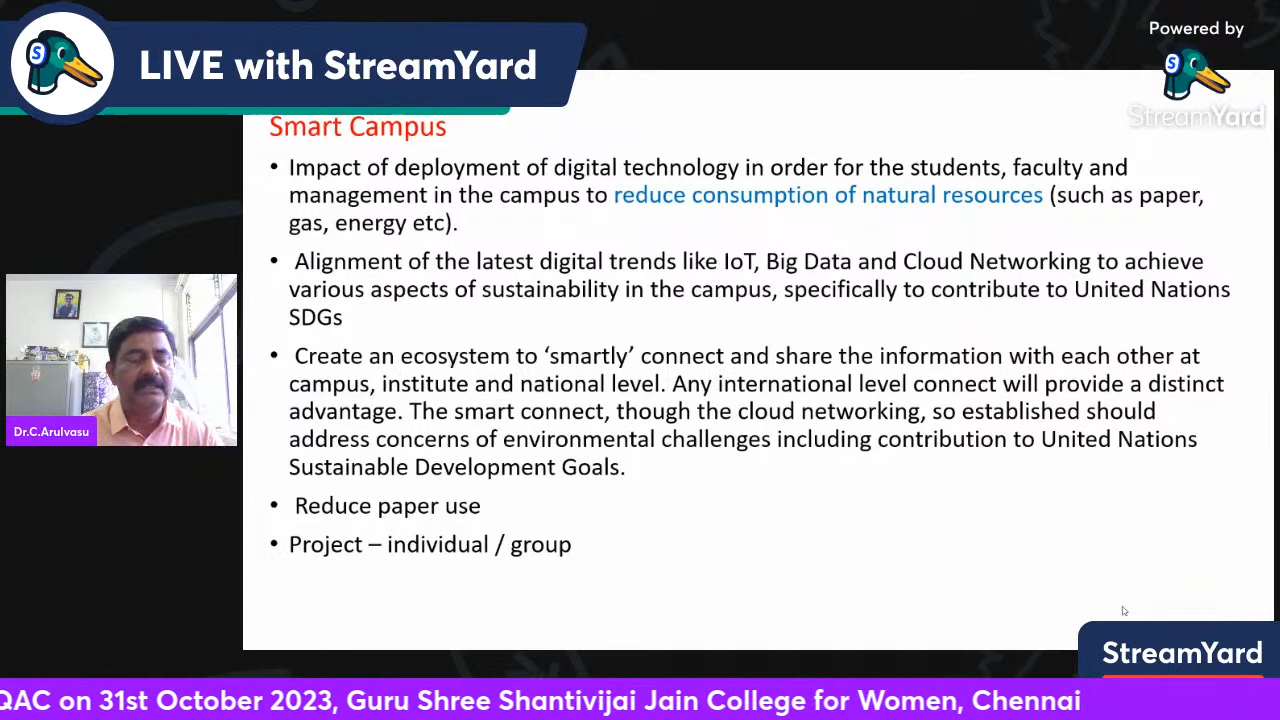 LIVE with StreamYard
Powered by
StreamYard
Smart Campus
• Impact of deployment of digital technology in order for the students, faculty and
management in the campus to reduce consumption of natural resources (such as paper,
gas, energy etc).
• Alignment of the latest digital trends like IoT, Big Data and Cloud Networking to achieve
various aspects of sustainability in the campus, specifically to contribute to United Nations
SDGs
• Create an ecosystem to ‘smartly’ connect and share the information with each other at
campus, institute and national level. Any international level connect will provide a distinct
advantage. The smart connect, though the cloud networking, so established should
address concerns of environmental challenges including contribution to United Nations
Sustainable Development Goals.
• Reduce paper use
• Project – individual / group
Dr.C.Arulvasu
StreamYard
QAC on 31st October 2023, Guru Shree Shantivijai Jain College for Women, Chennai